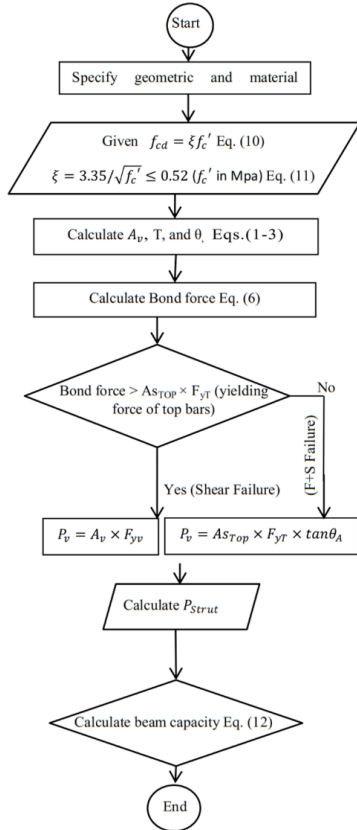 Start
Specify geometric and material
Given f_cd = ξf_c′ Eq. (10)
ξ = 3.35/√f_c′ ≤ 0.52 (f_c′ in Mpa) Eq. (11)
Calculate A_v, T, and θ, Eqs.(1-3)
Calculate Bond force Eq. (6)
Bond force > As_TOP × F_yT (yielding
force of top bars)
No
(F+S Failure)
Yes (Shear Failure)
P_v = A_v × F_yv
P_v = As_Top × F_yT × tanθ_A
Calculate P_Strut
Calculate beam capacity Eq. (12)
End